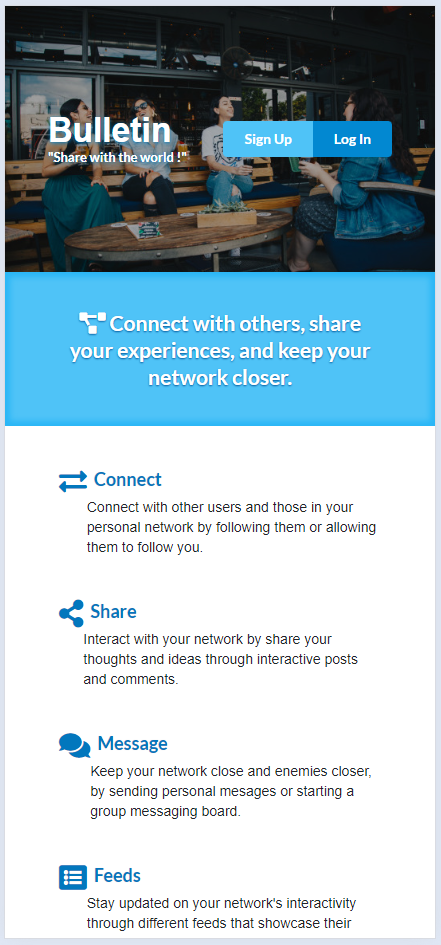 Bulletin
"Share with the world !"
Sign Up
Log In
Connect with others, share
your experiences, and keep your
network closer.
Connect
Connect with other users and those in your
personal network by following them or allowing
them to follow you.
Share
Interact with your network by share your
thoughts and ideas through interactive posts
and comments.
Message
Keep your network close and enemies closer,
by sending personal mesages or starting a
group messaging board.
Feeds
Stay updated on your network's interactivity
through different feeds that showcase their